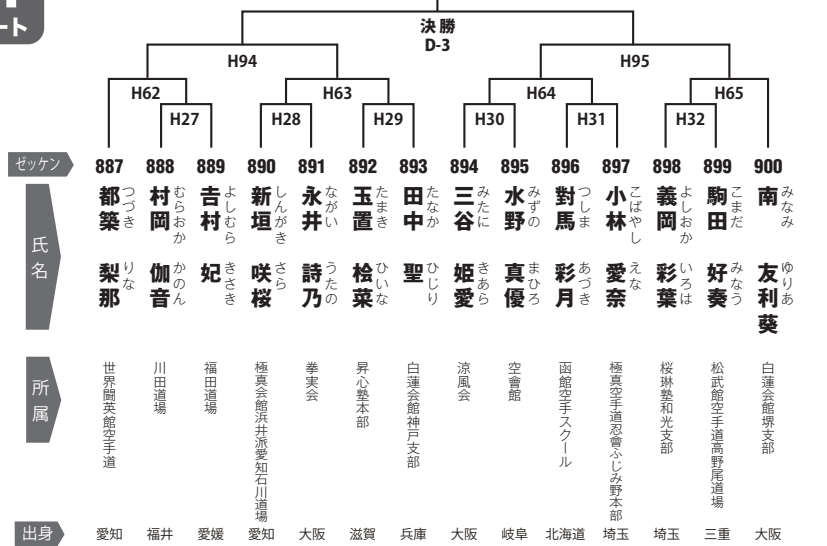 ート
決勝
D-3
H94 H95
H62 H63 H64 H65
H27 H28 H29 H30 H31 H32
ゼッケン 887 888 889 890 891 892 893 894 895 896 897 898 899 900
氏名
都築 梨那 つづき りな
村岡 伽音 むらおか かのん
𠮷村 妃 よしむら きさき
新垣 咲桜 しんがき さら
永井 詩乃 ながい うたの
玉置 桧菜 たまき ひいな
田中 聖 たなか ひじり
三谷 姫愛 みたに きあら
水野 真優 みずの まひろ
對馬 彩月 つしま あづき
小林 愛奈 こばやし えな
義岡 彩葉 よしおか いろは
駒田 好奏 こまだ みなう
南 友利葵 みなみ ゆりあ
所属
世界闘英館空手道
川田道場
福田道場
極真会館浜井派愛知石川道場
拳実会
昇心塾本部
白蓮会館神戸支部
涼風会
空會館
函館空手スクール
極真空手道忍會ふじみ野本部
桜琳塾和光支部
松武館空手道高野尾道場
白蓮会館堺支部
出身 愛知 福井 愛媛 愛知 大阪 滋賀 兵庫 大阪 岐阜 北海道 埼玉 埼玉 三重 大阪